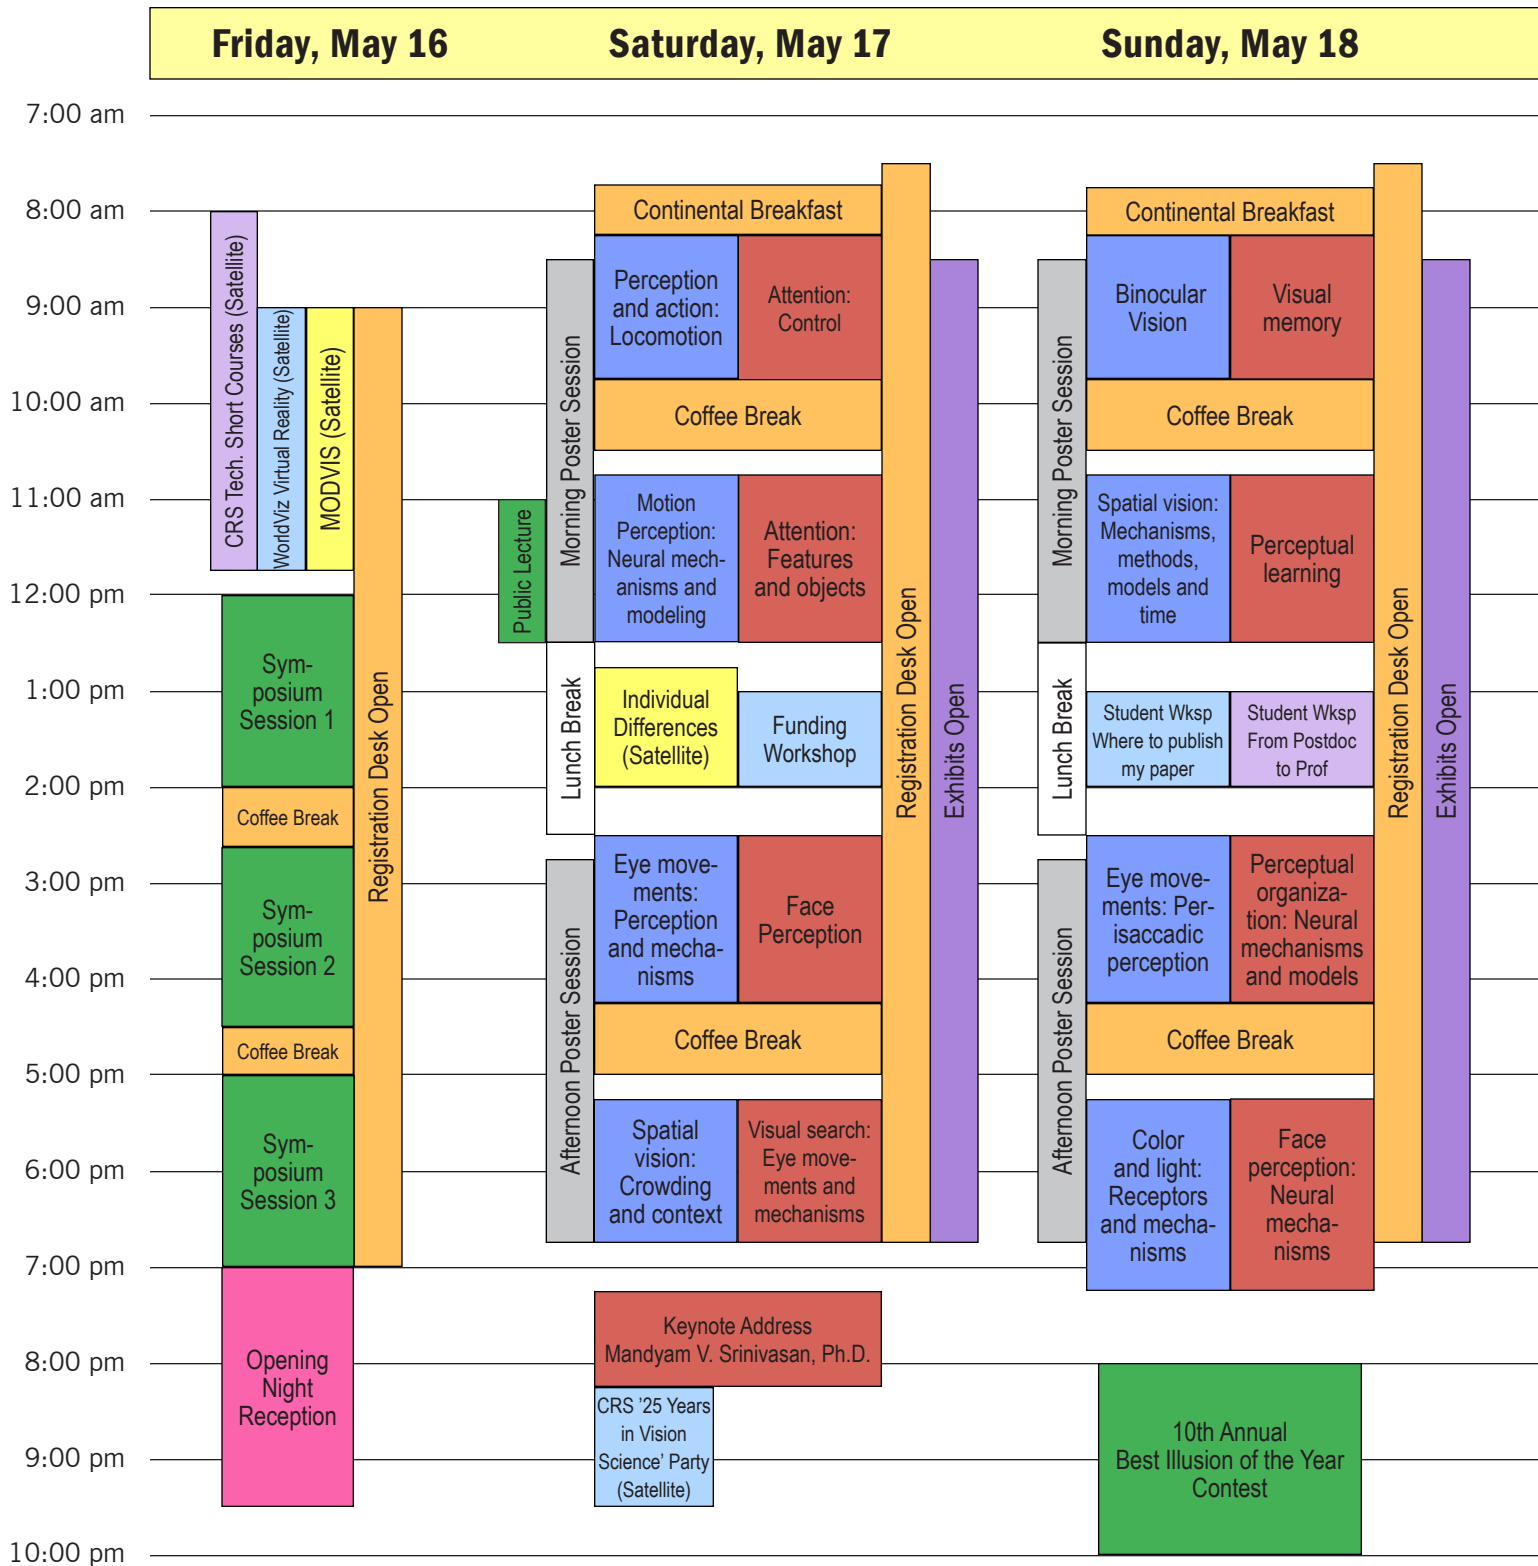 Friday, May 16
Saturday, May 17
Sunday, May 18
7:00 am
8:00 am
9:00 am
10:00 am
11:00 am
12:00 pm
1:00 pm
2:00 pm
3:00 pm
4:00 pm
5:00 pm
6:00 pm
7:00 pm
8:00 pm
9:00 pm
10:00 pm
CRS Tech. Short Courses (Satellite)
WorldViz Virtual Reality (Satellite)
MODVIS (Satellite)
Registration Desk Open
Sym-
posium
Session 1
Coffee Break
Sym-
posium
Session 2
Coffee Break
Sym-
posium
Session 3
Opening
Night
Reception
Public Lecture
Morning Poster Session
Lunch Break
Afternoon Poster Session
Continental Breakfast
Perception
and action:
Locomotion
Attention:
Control
Coffee Break
Motion
Perception:
Neural mech-
anisms and
modeling
Attention:
Features
and objects
Individual
Differences
(Satellite)
Funding
Workshop
Eye move-
ments:
Perception
and mecha-
nisms
Face
Perception
Coffee Break
Spatial
vision:
Crowding
and context
Visual search:
Eye move-
ments and
mechanisms
Registration Desk Open
Exhibits Open
Keynote Address
Mandyam V. Srinivasan, Ph.D.
CRS ’25 Years
in Vision
Science’ Party
(Satellite)
Morning Poster Session
Lunch Break
Afternoon Poster Session
Continental Breakfast
Binocular
Vision
Visual
memory
Coffee Break
Spatial vision:
Mechanisms,
methods,
models and
time
Perceptual
learning
Student Wksp
Where to publish
my paper
Student Wksp
From Postdoc
to Prof
Eye move-
ments: Per-
isaccadic
perception
Perceptual
organiza-
tion: Neural
mechanisms
and models
Coffee Break
Color
and light:
Receptors
and mecha-
nisms
Face
perception:
Neural
mecha-
nisms
Registration Desk Open
Exhibits Open
10th Annual
Best Illusion of the Year
Contest